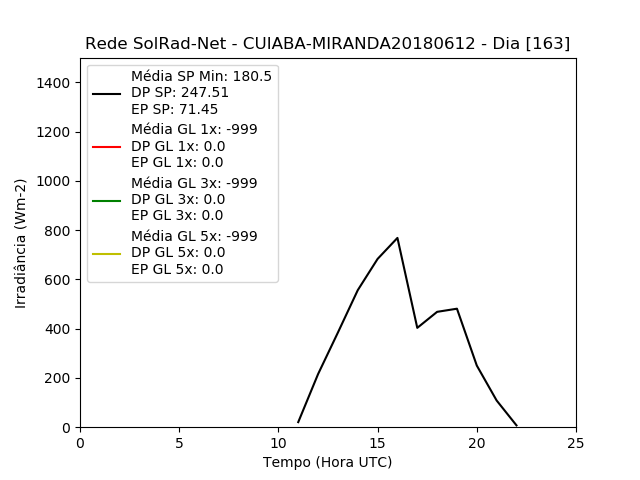 Rede SolRad-Net - CUIABA-MIRANDA20180612 - Dia [163]
Média SP Min: 180.5
DP SP: 247.51
EP SP: 71.45
Média GL 1x: -999
DP GL 1x: 0.0
EP GL 1x: 0.0
Média GL 3x: -999
DP GL 3x: 0.0
EP GL 3x: 0.0
Média GL 5x: -999
DP GL 5x: 0.0
EP GL 5x: 0.0
Irradiância (Wm-2)
1400
1200
1000
800
600
400
200
0
0 5 10 15 20 25
Tempo (Hora UTC)